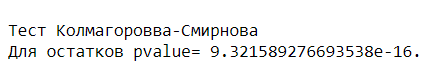 Тест Колмагоровва-Смирнова
Для остатков pvalue= 9.321589276693538e-16.